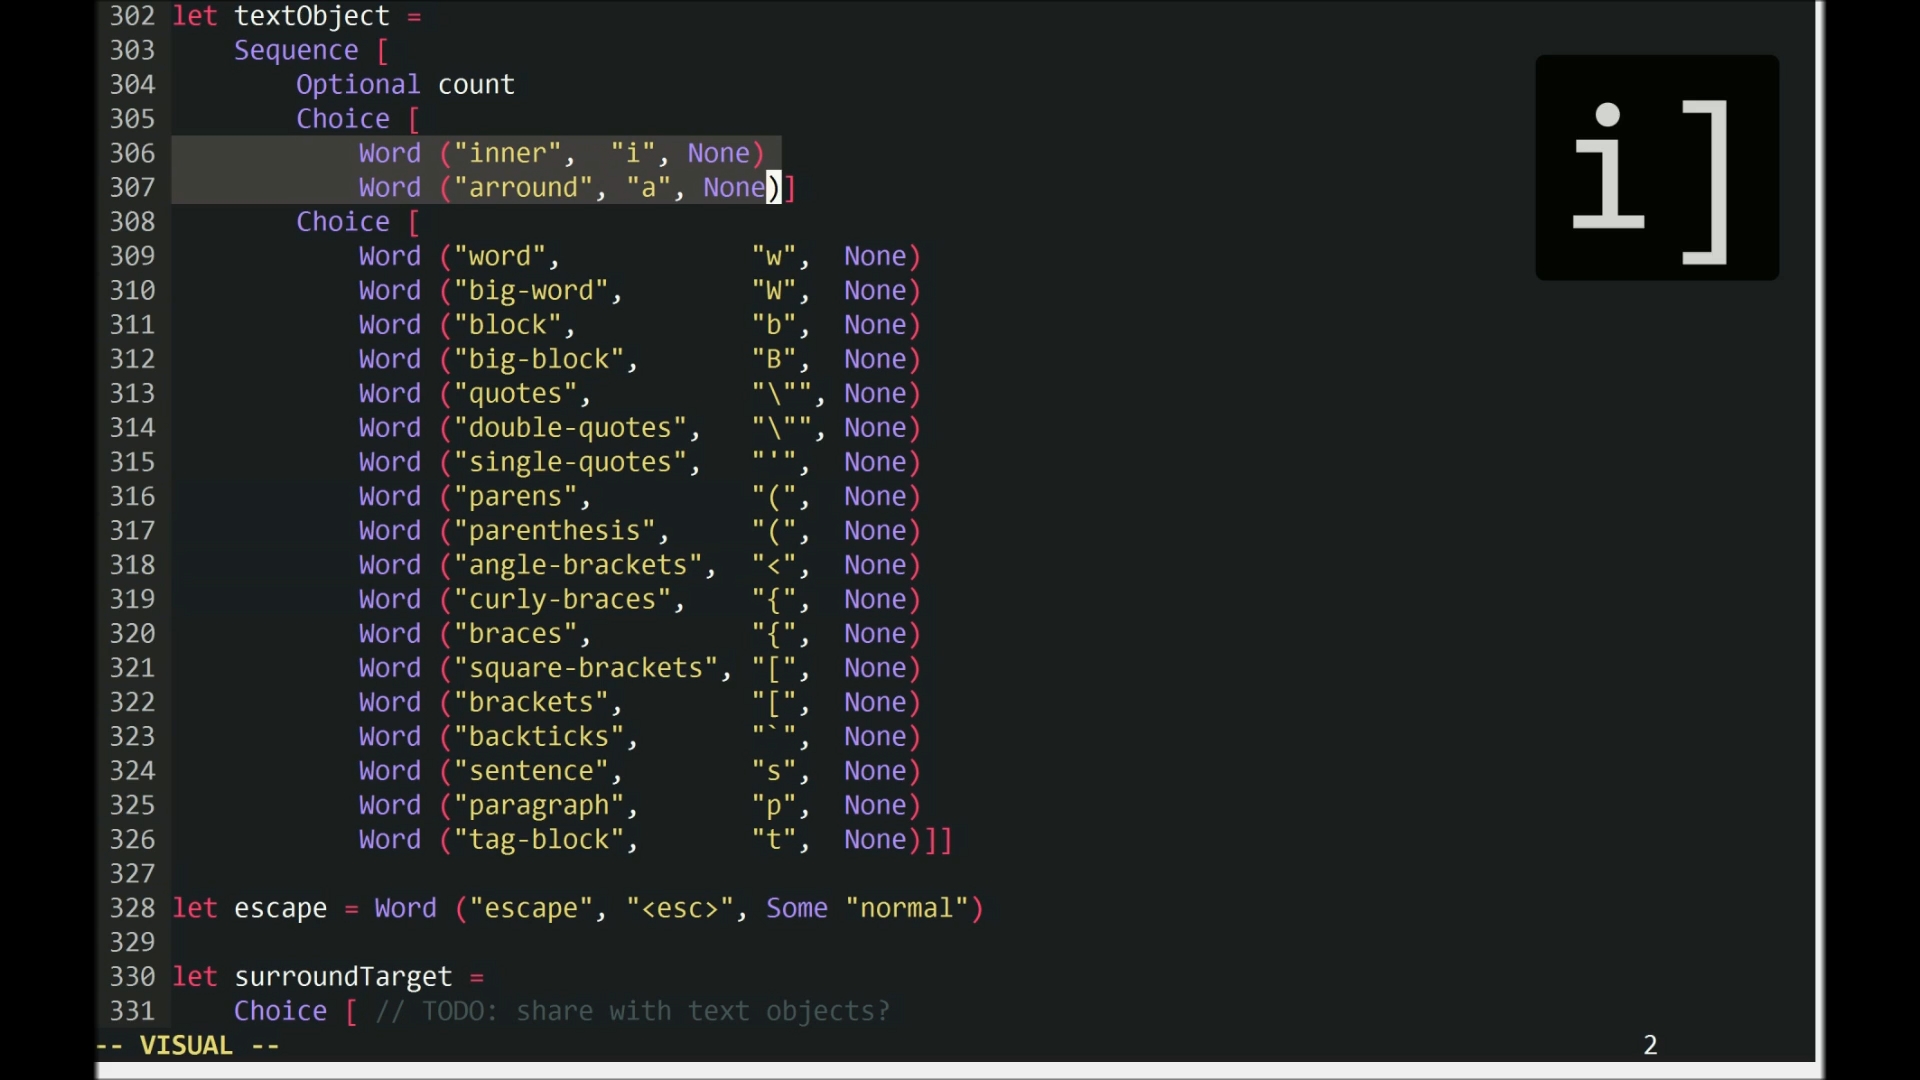 302 let textObject =
303     Sequence [
304         Optional count
305         Choice [
306             Word ("inner",  "i", None)
307             Word ("arround", "a", None)]
308         Choice [
309             Word ("word",            "w",  None)
310             Word ("big-word",        "W",  None)
311             Word ("block",           "b",  None)
312             Word ("big-block",       "B",  None)
313             Word ("quotes",          "\"", None)
314             Word ("double-quotes",   "\"", None)
315             Word ("single-quotes",   "'",  None)
316             Word ("parens",          "(",  None)
317             Word ("parenthesis",     "(",  None)
318             Word ("angle-brackets",  "<",  None)
319             Word ("curly-braces",    "{",  None)
320             Word ("braces",          "{",  None)
321             Word ("square-brackets", "[",  None)
322             Word ("brackets",        "[",  None)
323             Word ("backticks",       "`",  None)
324             Word ("sentence",        "s",  None)
325             Word ("paragraph",       "p",  None)
326             Word ("tag-block",       "t",  None)]]
327
328 let escape = Word ("escape", "<esc>", Some "normal")
329
330 let surroundTarget =
331     Choice [ // TODO: share with text objects?
-- VISUAL -- 2
i]